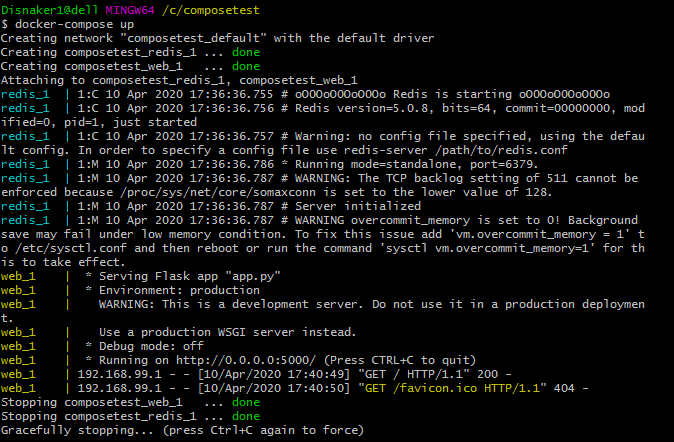 Disnaker1@dell MINGW64 /c/composetest
$ docker-compose up
Creating network "composetest_default" with the default driver
Creating composetest_redis_1 ... done
Creating composetest_web_1   ... done
Attaching to composetest_redis_1, composetest_web_1
redis_1  | 1:C 10 Apr 2020 17:36:36.755 # oO0OoO0OoO0Oo Redis is starting oO0OoO0OoO0Oo
redis_1  | 1:C 10 Apr 2020 17:36:36.756 # Redis version=5.0.8, bits=64, commit=00000000, mod
ified=0, pid=1, just started
redis_1  | 1:C 10 Apr 2020 17:36:36.757 # Warning: no config file specified, using the defau
lt config. In order to specify a config file use redis-server /path/to/redis.conf
redis_1  | 1:M 10 Apr 2020 17:36:36.786 * Running mode=standalone, port=6379.
redis_1  | 1:M 10 Apr 2020 17:36:36.787 # WARNING: The TCP backlog setting of 511 cannot be
enforced because /proc/sys/net/core/somaxconn is set to the lower value of 128.
redis_1  | 1:M 10 Apr 2020 17:36:36.787 # Server initialized
redis_1  | 1:M 10 Apr 2020 17:36:36.787 # WARNING overcommit_memory is set to 0! Background
save may fail under low memory condition. To fix this issue add 'vm.overcommit_memory = 1' t
o /etc/sysctl.conf and then reboot or run the command 'sysctl vm.overcommit_memory=1' for th
is to take effect.
web_1    |  * Serving Flask app "app.py"
web_1    |  * Environment: production
web_1    |    WARNING: This is a development server. Do not use it in a production deploymen
t.
web_1    |    Use a production WSGI server instead.
web_1    |  * Debug mode: off
web_1    |  * Running on http://0.0.0.0:5000/ (Press CTRL+C to quit)
web_1    | 192.168.99.1 - - [10/Apr/2020 17:40:49] "GET / HTTP/1.1" 200 -
web_1    | 192.168.99.1 - - [10/Apr/2020 17:40:50] "GET /favicon.ico HTTP/1.1" 404 -
Stopping composetest_web_1   ... done
Stopping composetest_redis_1 ... done
Gracefully stopping... (press Ctrl+C again to force)